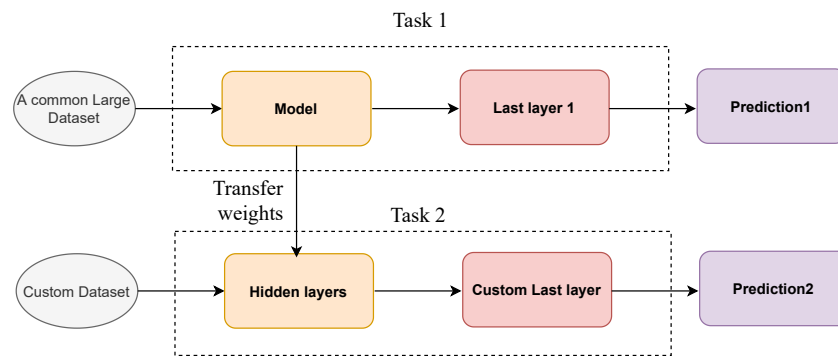 Task 1
A common Large
Dataset
Model
Last layer 1
Prediction1
Transfer
weights
Task 2
Custom Dataset
Hidden layers
Custom Last layer
Prediction2